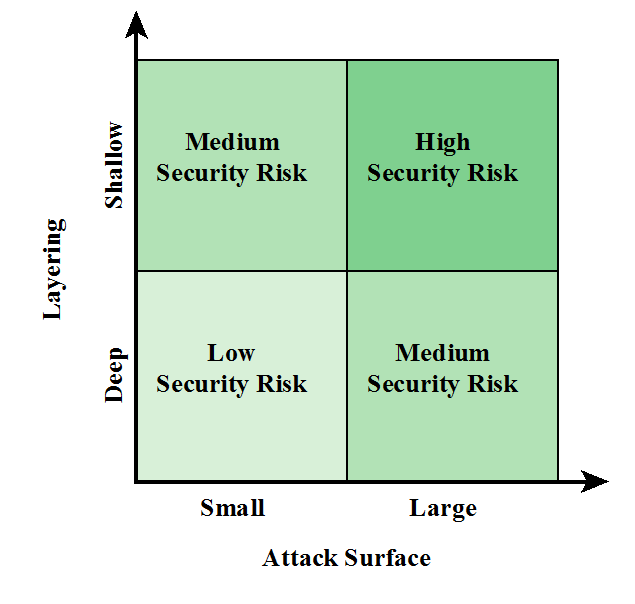 Layering
Shallow
Deep
Medium
Security Risk
High
Security Risk
Low
Security Risk
Medium
Security Risk
Small
Large
Attack Surface